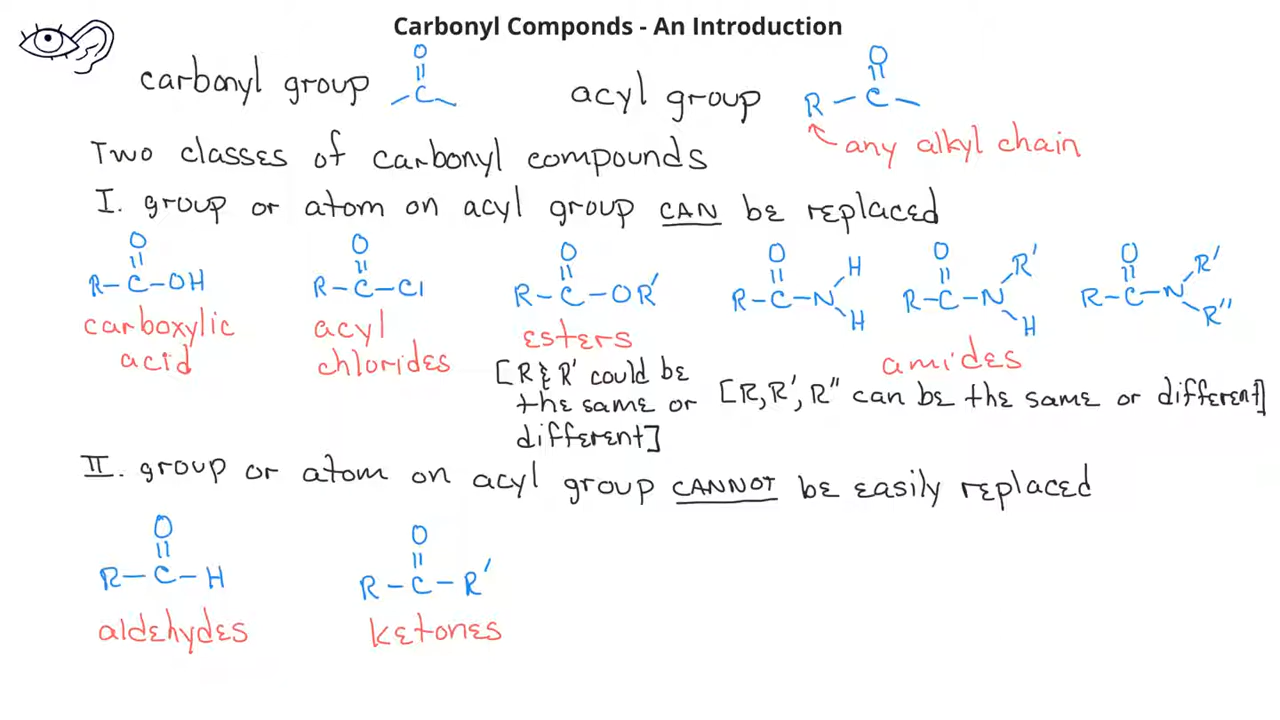 Carbonyl Componds - An Introduction
carbonyl group O C acyl group R - C - O
any alkyl chain
Two classes of carbonyl compounds
I. group or atom on acyl group CAN be replaced
O O O O O O
R-C-OH R-C-Cl R-C-OR' R-C-N H H R-C-N R' H R-C-N R' R"
carboxylic acid
acyl chlorides
esters
amides
[R & R' could be
the same or
different]
[R, R', R" can be the same or different]
II. group or atom on acyl group CANNOT be easily replaced
O O
R-C-H R-C-R'
aldehydes ketones